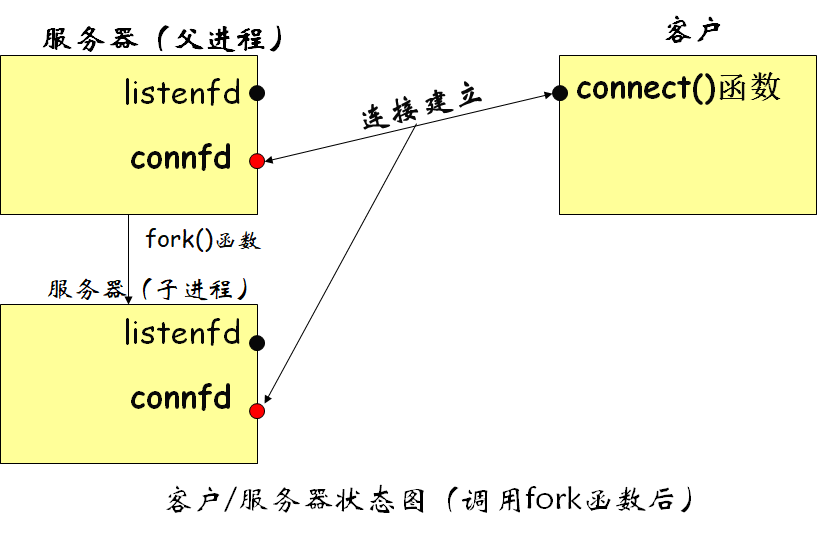 服务器（父进程）
客户
listenfd
connect()函数
连接建立
connfd
fork()函数
服务器（子进程）
listenfd
connfd
客户/服务器状态图（调用fork函数后）